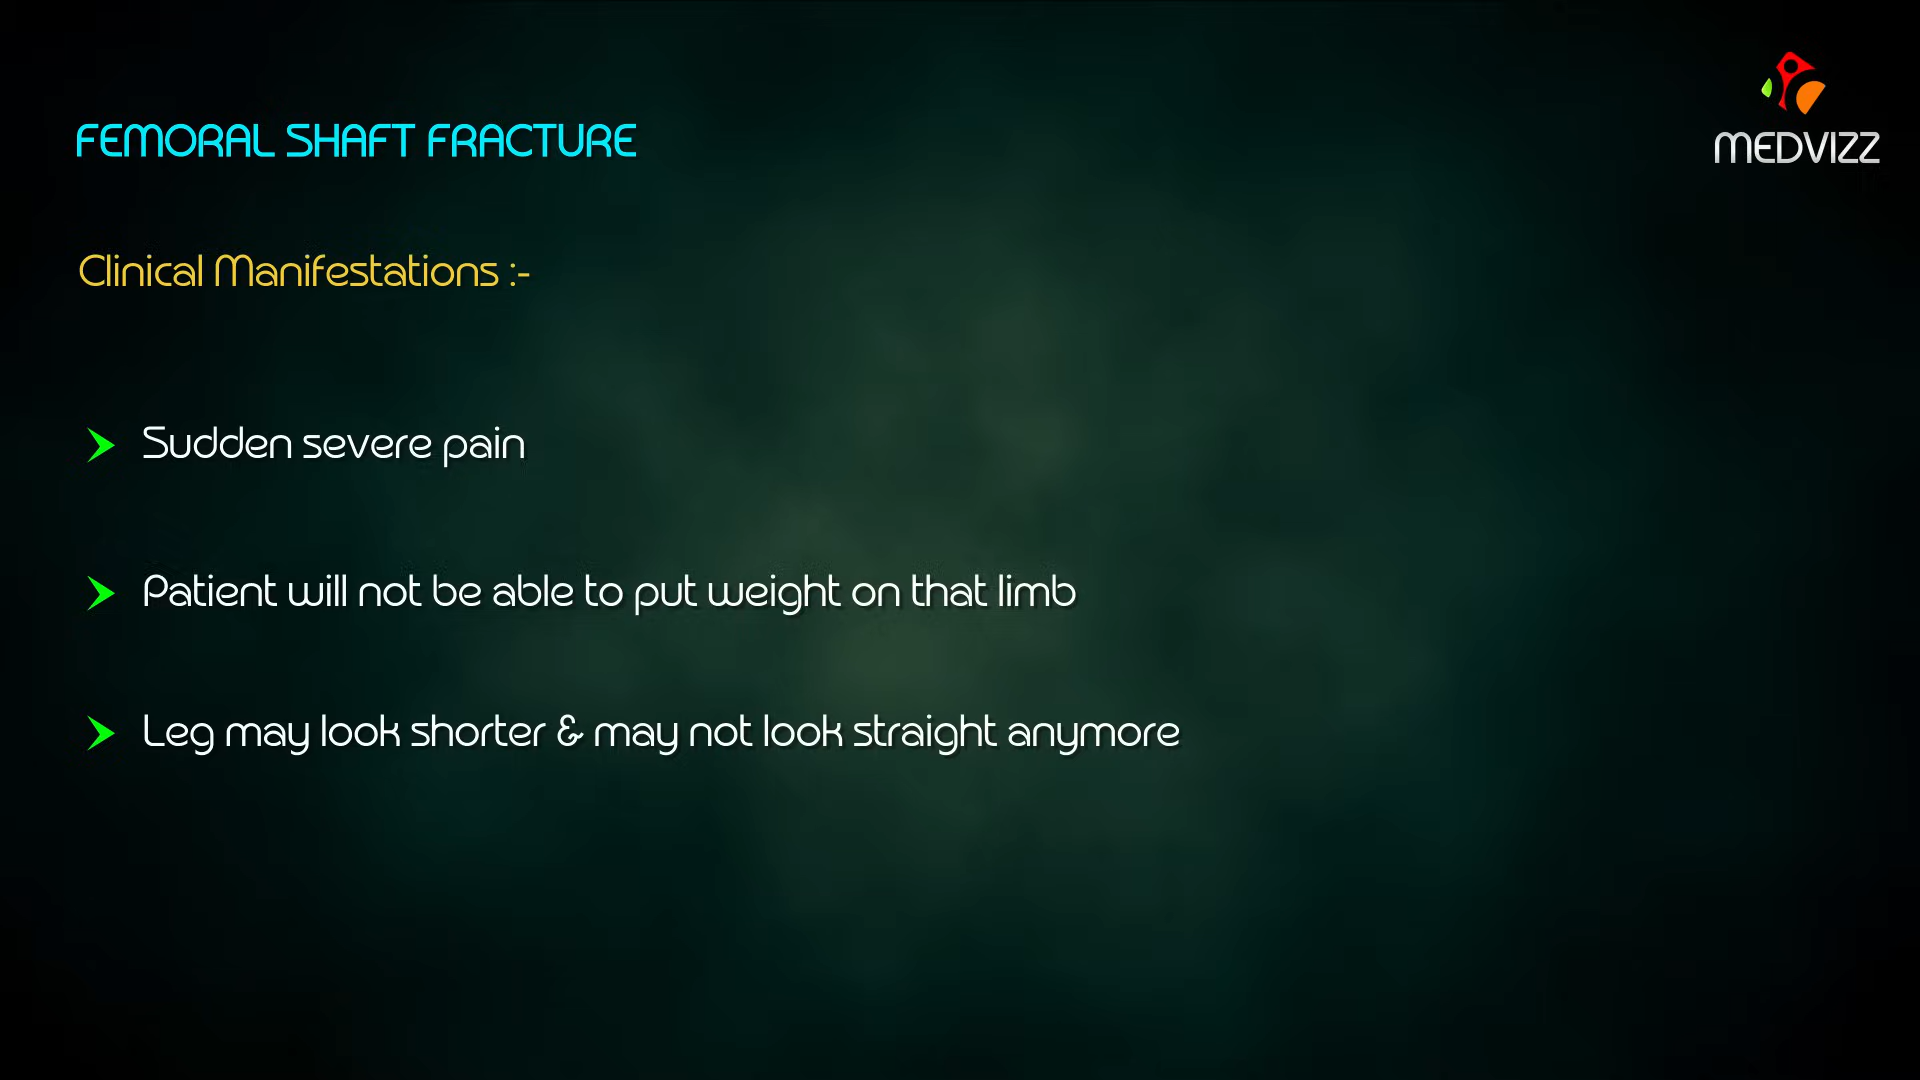 FEMORAL SHAFT FRACTURE
MEDVIZZ
Clinical Manifestations :-
Sudden severe pain
Patient will not be able to put weight on that limb
Leg may look shorter & may not look straight anymore